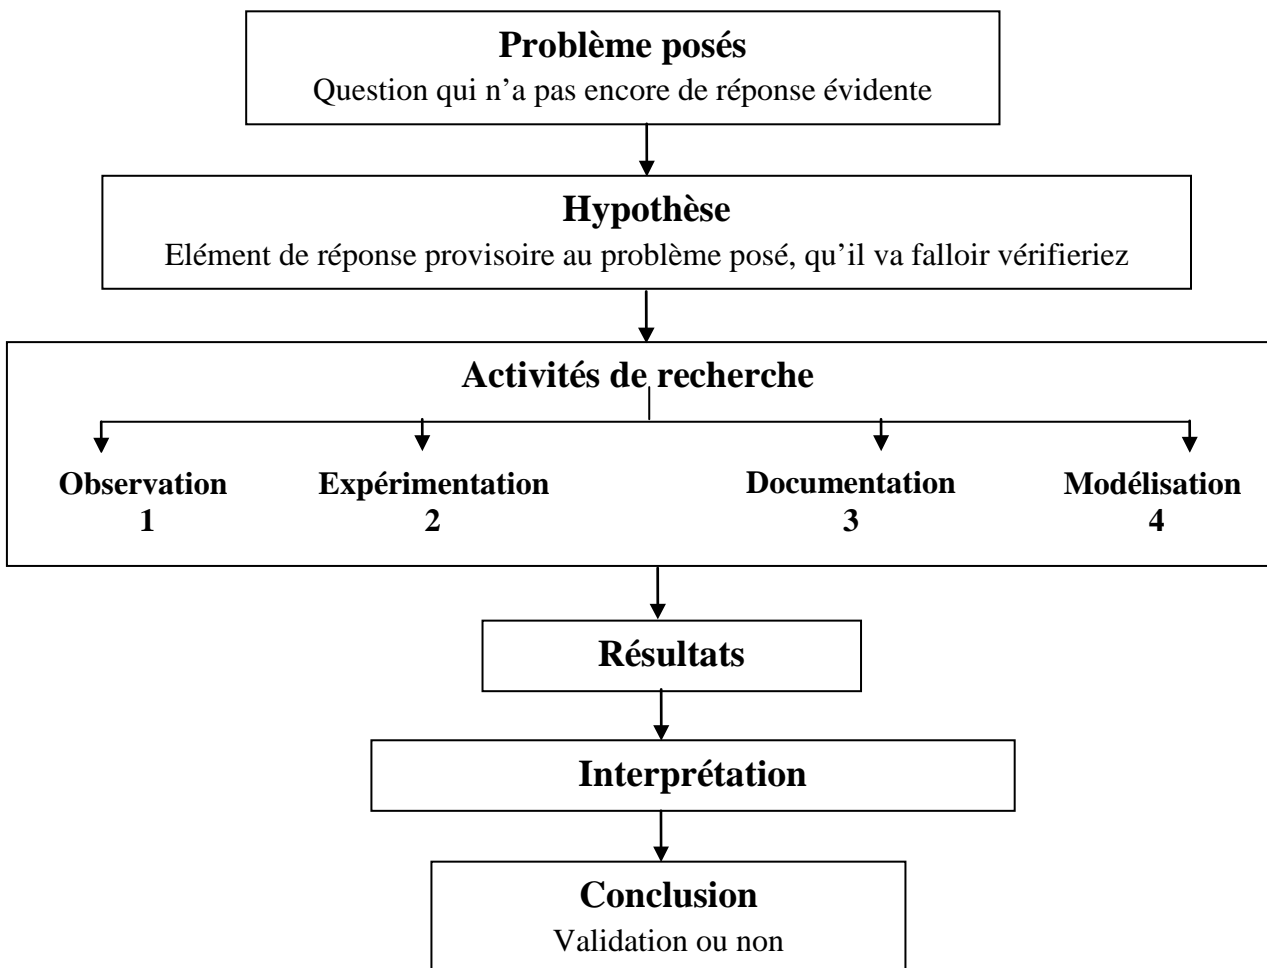 Problème posés
Question qui n’a pas encore de réponse évidente
Hypothèse
Elément de réponse provisoire au problème posé, qu’il va falloir vérifieriez
Activités de recherche
Observation
1
Expérimentation
2
Documentation
3
Modélisation
4
Résultats
Interprétation
Conclusion
Validation ou non